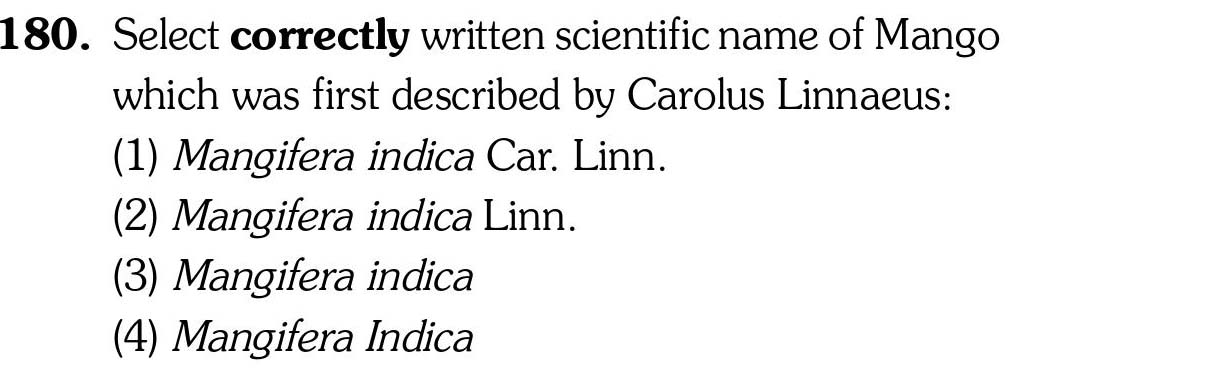 180. Select correctly written scientific name of Mango
which was first described by Carolus Linnaeus:
(1) Mangifera indica Car. Linn.
(2) Mangifera indica Linn.
(3) Mangifera indica
(4) Mangifera Indica